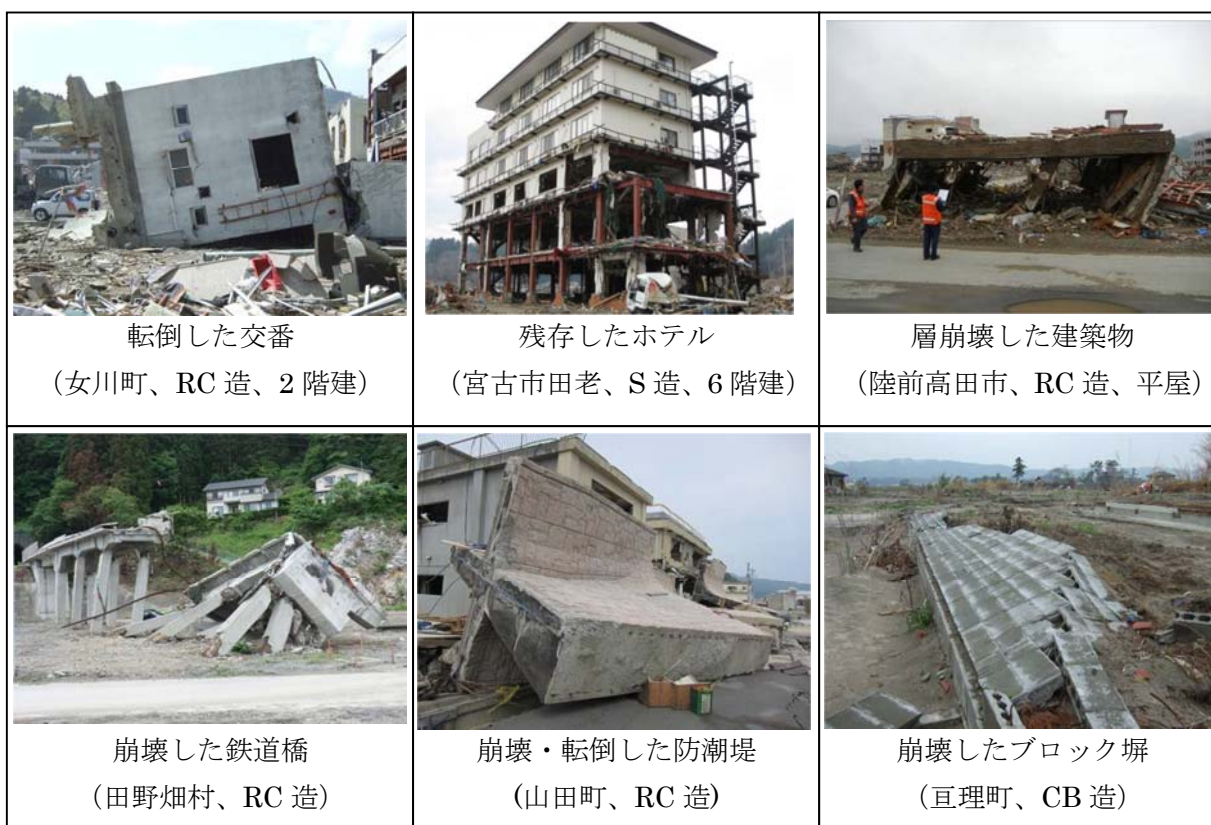 転倒した交番
（女川町、RC 造、2 階建）
残存したホテル
（宮古市田老、S 造、6 階建）
層崩壊した建築物
（陸前高田市、RC 造、平屋）
崩壊した鉄道橋
（田野畑村、RC 造）
崩壊・転倒した防潮堤
(山田町、RC 造)
崩壊したブロック塀
（亘理町、CB 造）